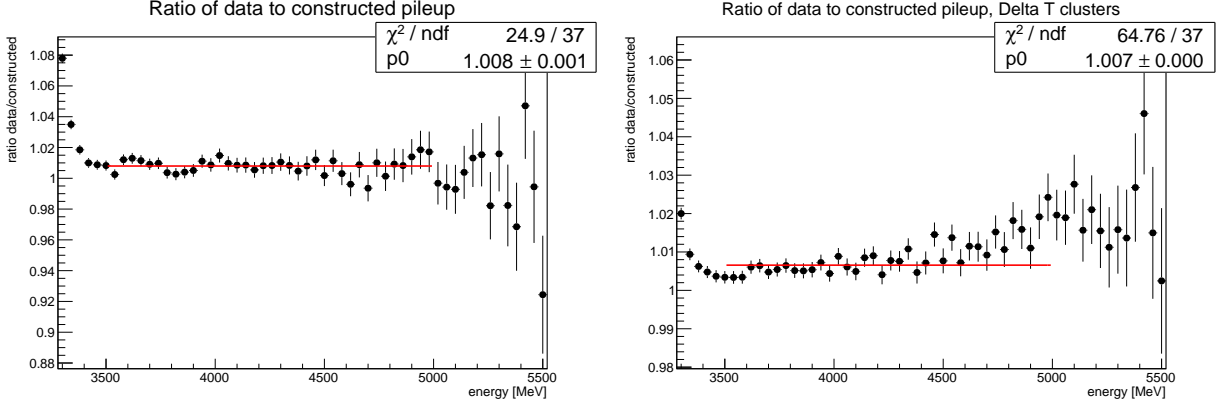 Ratio of data to constructed pileup
χ² / ndf 24.9 / 37
p0 1.008 ± 0.001
ratio data/constructed
1.08
1.06
1.04
1.02
1
0.98
0.96
0.94
0.92
0.9
0.88
3500 4000 4500 5000 5500
energy [MeV]
Ratio of data to constructed pileup, Delta T clusters
χ² / ndf 64.76 / 37
p0 1.007 ± 0.000
ratio data/constructed
1.06
1.05
1.04
1.03
1.02
1.01
1
0.99
0.98
3500 4000 4500 5000 5500
energy [MeV]